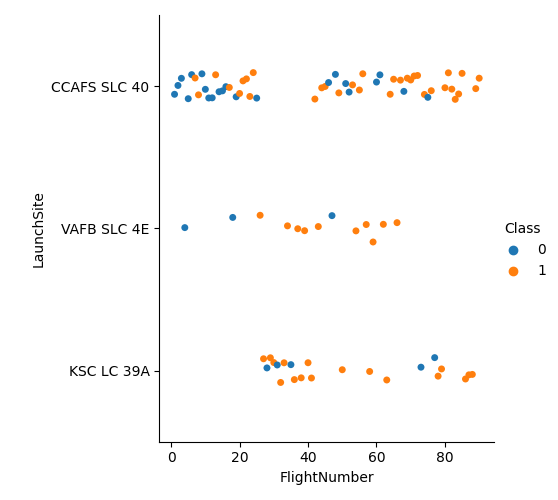 CCAFS SLC 40
VAFB SLC 4E
KSC LC 39A
LaunchSite
0 20 40 60 80
FlightNumber
Class
0
1